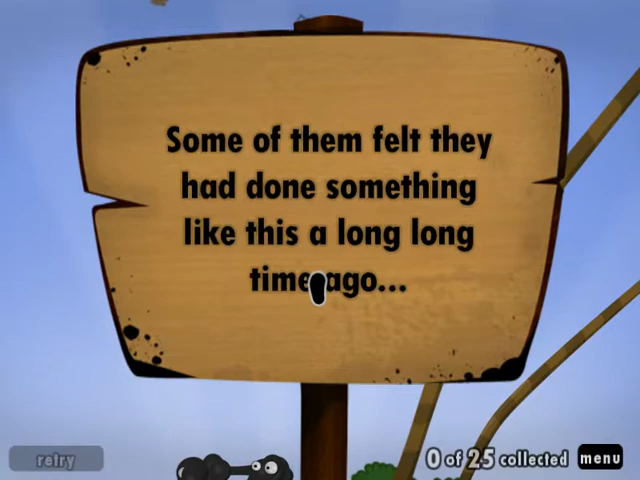 Some of them felt they
had done something
like this a long long
time ago...
retry
0 of 25 collected menu